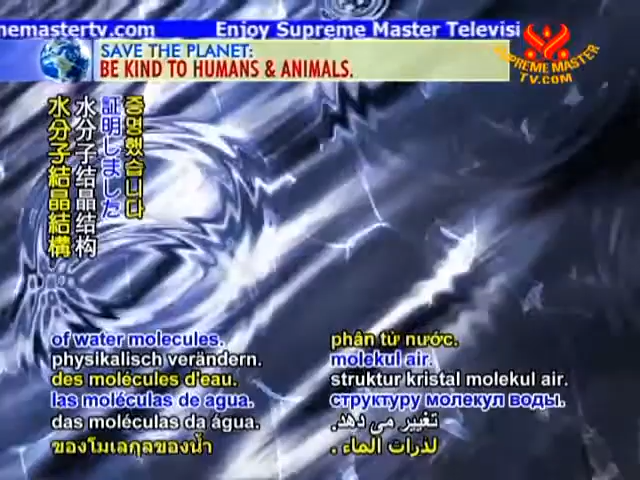 nemastertv.com Enjoy Supreme Master Televisi
SAVE THE PLANET:
BE KIND TO HUMANS & ANIMALS.
SUPREME MASTER
TV.COM
水分子結晶結構
水分子结晶结构
証明しました
증명했습니다
of water molecules.
physikalisch verändern.
des molécules d'eau.
las moléculas de agua.
das moléculas da água.
ของโมเลกุลของน้ำ
phân tử nước.
molekul air.
struktur kristal molekul air.
структуру молекул воды.
تغییر می دهد.
لذرات الماء .